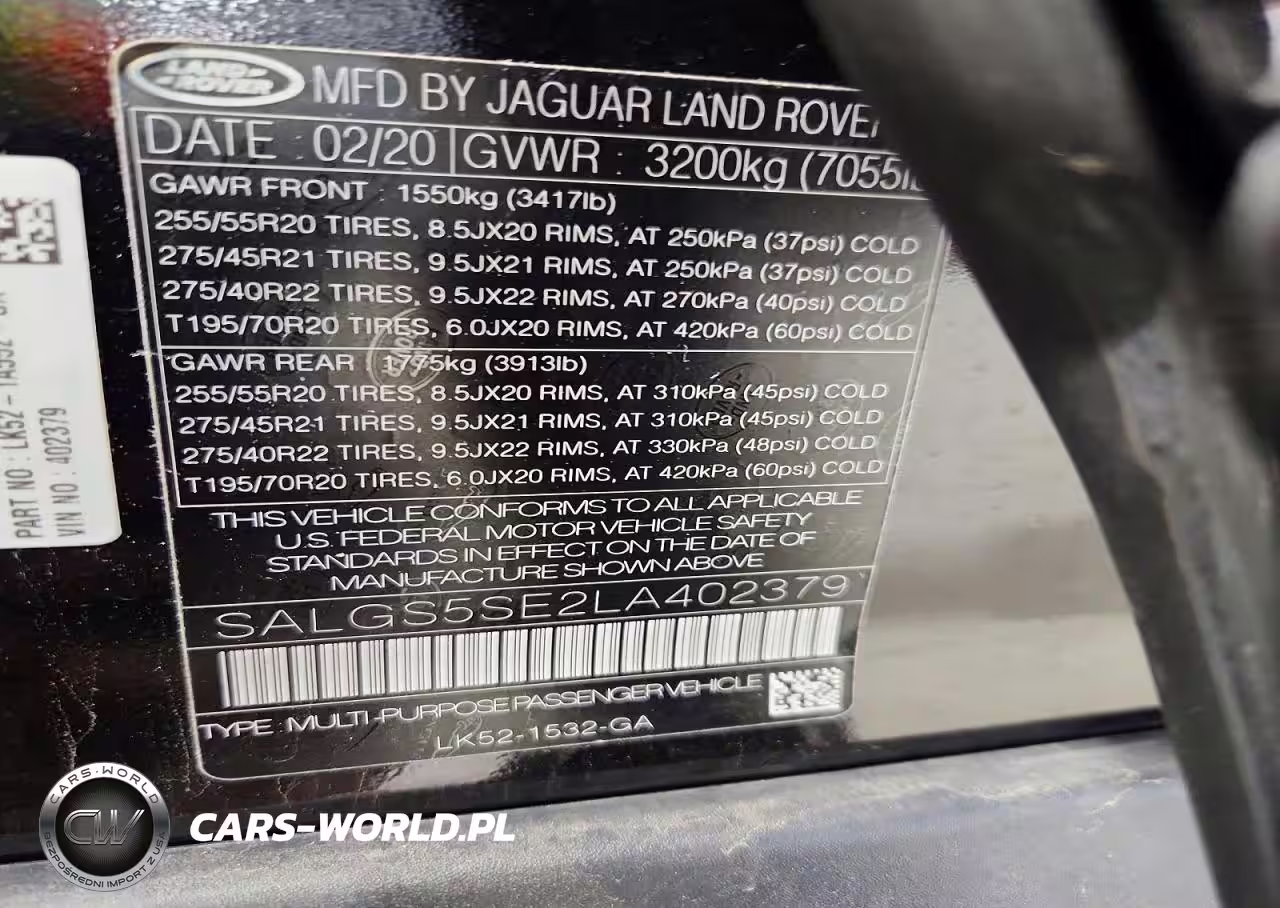 LAND ROVER
MFD BY JAGUAR LAND ROVER
DATE : 02/20 GVWR : 3200kg (7055lb
GAWR FRONT : 1550kg (3417lb)
255/55R20 TIRES, 8.5JX20 RIMS, AT 250kPa (37psi) COLD
275/45R21 TIRES, 9.5JX21 RIMS, AT 250kPa (37psi) COLD
275/40R22 TIRES, 9.5JX22 RIMS, AT 270kPa (40psi) COLD
T195/70R20 TIRES, 6.0JX20 RIMS, AT 420kPa (60psi) COLD
GAWR REAR : 1775kg (3913lb)
255/55R20 TIRES, 8.5JX20 RIMS, AT 310kPa (45psi) COLD
275/45R21 TIRES, 9.5JX21 RIMS, AT 310kPa (45psi) COLD
275/40R22 TIRES, 9.5JX22 RIMS, AT 330kPa (48psi) COLD
T195/70R20 TIRES, 6.0JX20 RIMS, AT 420kPa (60psi) COLD
THIS VEHICLE CONFORMS TO ALL APPLICABLE
U.S. FEDERAL MOTOR VEHICLE SAFETY
STANDARDS IN EFFECT ON THE DATE OF
MANUFACTURE SHOWN ABOVE
SALGS5SE2LA402379
TYPE : MULTI-PURPOSE PASSENGER VEHICLE
LK52-1532-GA
PART NO : LK52-
VIN NO : 402379
CARS-WORLD
CW
BEZPOŚREDNI IMPORT Z USA
CARS-WORLD.PL